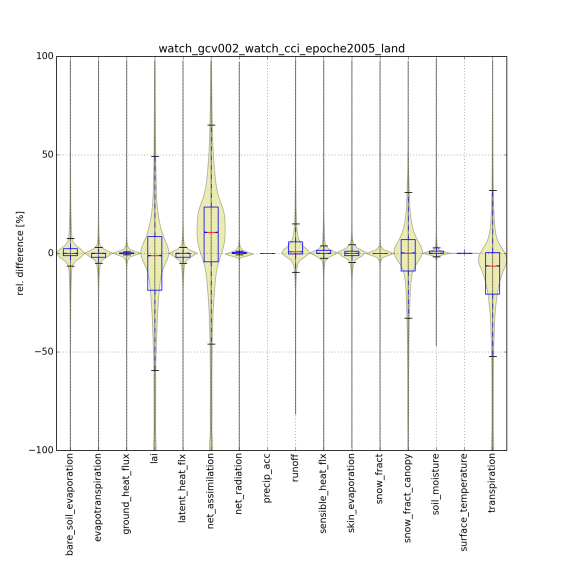 watch_gcv002_watch_cci_epoche2005_land
100
50
0
−50
−100
rel. difference [%]
bare_soil_evaporation
evapotranspiration
ground_heat_flux
lai
latent_heat_flx
net_assimilation
net_radiation
precip_acc
runoff
sensible_heat_flx
skin_evaporation
snow_fract
snow_fract_canopy
soil_moisture
surface_temperature
transpiration